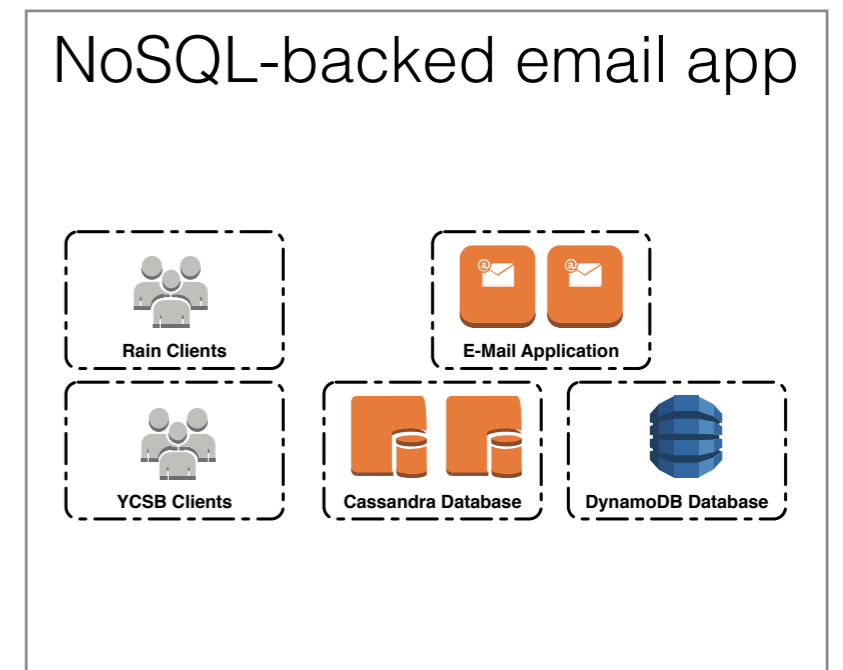 NoSQL-backed email app
@
@
Rain Clients
E-Mail Application
YCSB Clients
Cassandra Database
DynamoDB Database